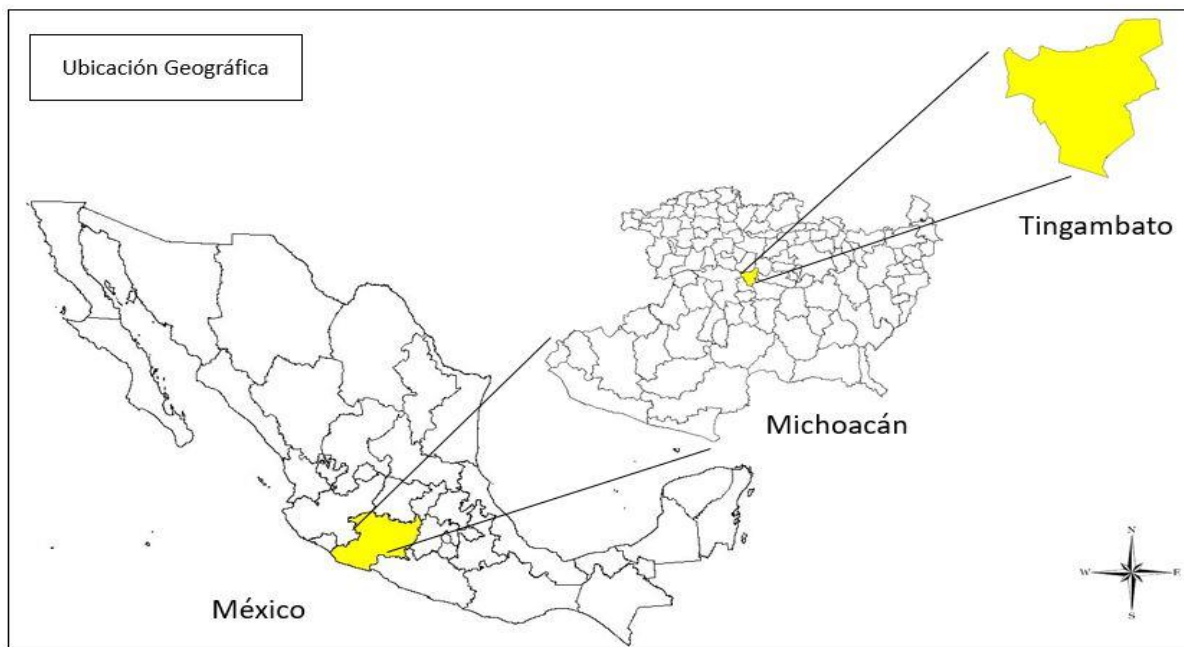 Ubicación Geográfica
Tingambato
Michoacán
México
N
W
E
S